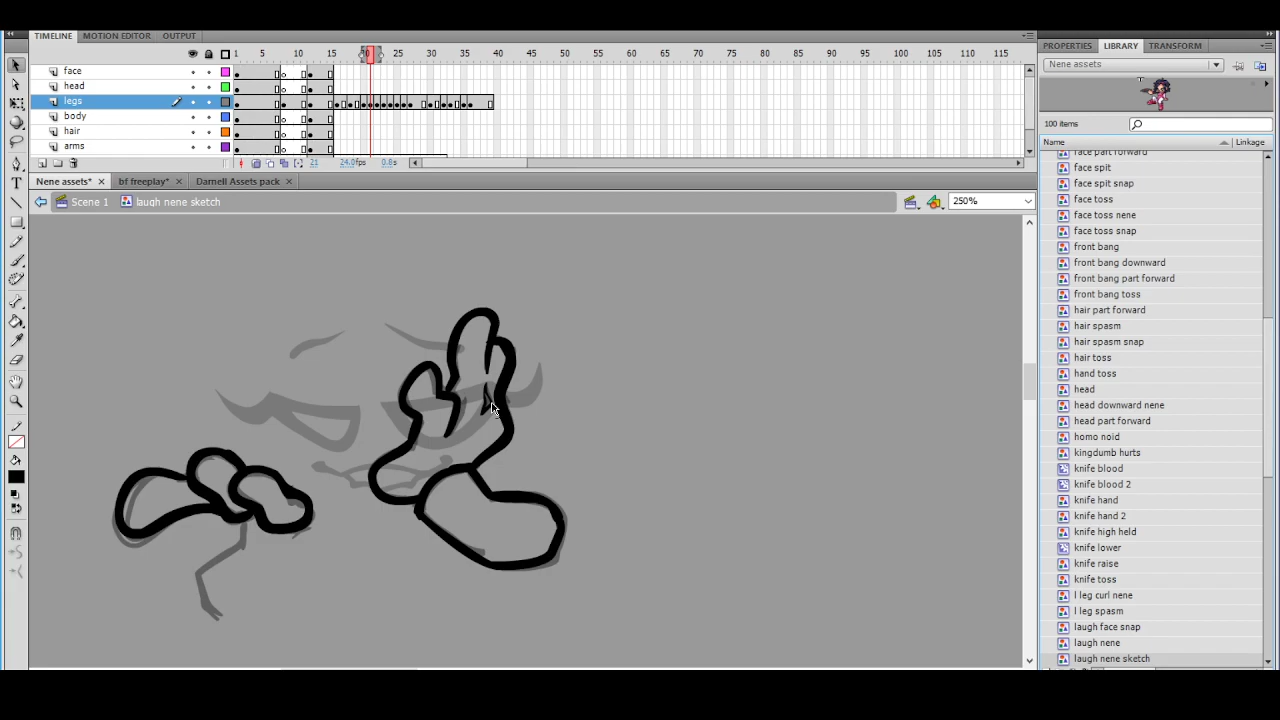 TIMELINE MOTION EDITOR OUTPUT
1 5 10 15 20 25 30 35 40 45 50 55 60 65 70 75 80 85 90 95 100 105 110 115
face
head
legs
body
hair
arms
21 24.0fps 0.8s
Nene assets* bf freeplay* Darnell Assets pack
Scene 1 laugh nene sketch 250%
PROPERTIES LIBRARY TRANSFORM
Nene assets
100 items
Name Linkage
face part forward
face spit
face spit snap
face toss
face toss nene
face toss snap
front bang
front bang downward
front bang part forward
front bang toss
hair part forward
hair spasm
hair spasm snap
hair toss
hand toss
head
head downward nene
head part forward
homo noid
kingdumb hurts
knife blood
knife blood 2
knife hand
knife hand 2
knife high held
knife lower
knife raise
knife toss
l leg curl nene
l leg spasm
laugh face snap
laugh nene
laugh nene sketch